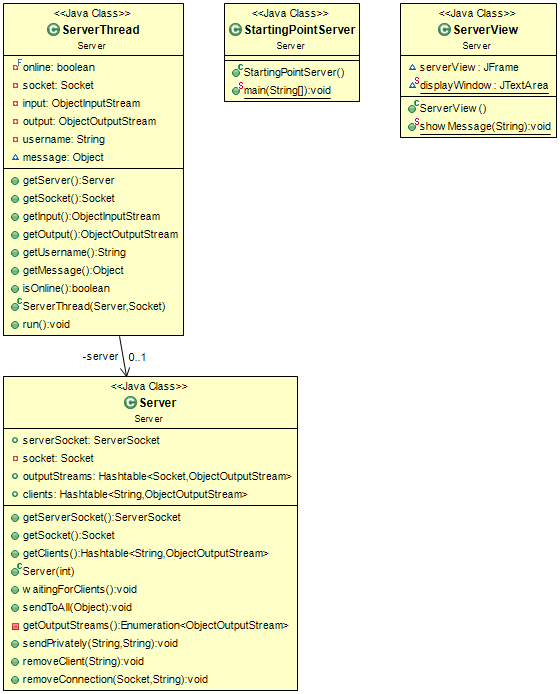 <<Java Class>>
ServerThread
Server
online: boolean
socket: Socket
input: ObjectInputStream
output: ObjectOutputStream
username: String
message: Object
getServer():Server
getSocket():Socket
getInput():ObjectInputStream
getOutput():ObjectOutputStream
getUsername():String
getMessage():Object
isOnline():boolean
ServerThread(Server,Socket)
run():void
<<Java Class>>
StartingPointServer
Server
StartingPointServer()
main(String[]):void
<<Java Class>>
ServerView
Server
serverView: JFrame
displayWindow: JTextArea
ServerView()
showMessage(String):void
-server 0..1
<<Java Class>>
Server
Server
serverSocket: ServerSocket
socket: Socket
outputStreams: Hashtable<Socket,ObjectOutputStream>
clients: Hashtable<String,ObjectOutputStream>
getServerSocket():ServerSocket
getSocket():Socket
getClients():Hashtable<String,ObjectOutputStream>
Server(int)
waitingForClients():void
sendToAll(Object):void
getOutputStreams():Enumeration<ObjectOutputStream>
sendPrivately(String,String):void
removeClient(String):void
removeConnection(Socket,String):void